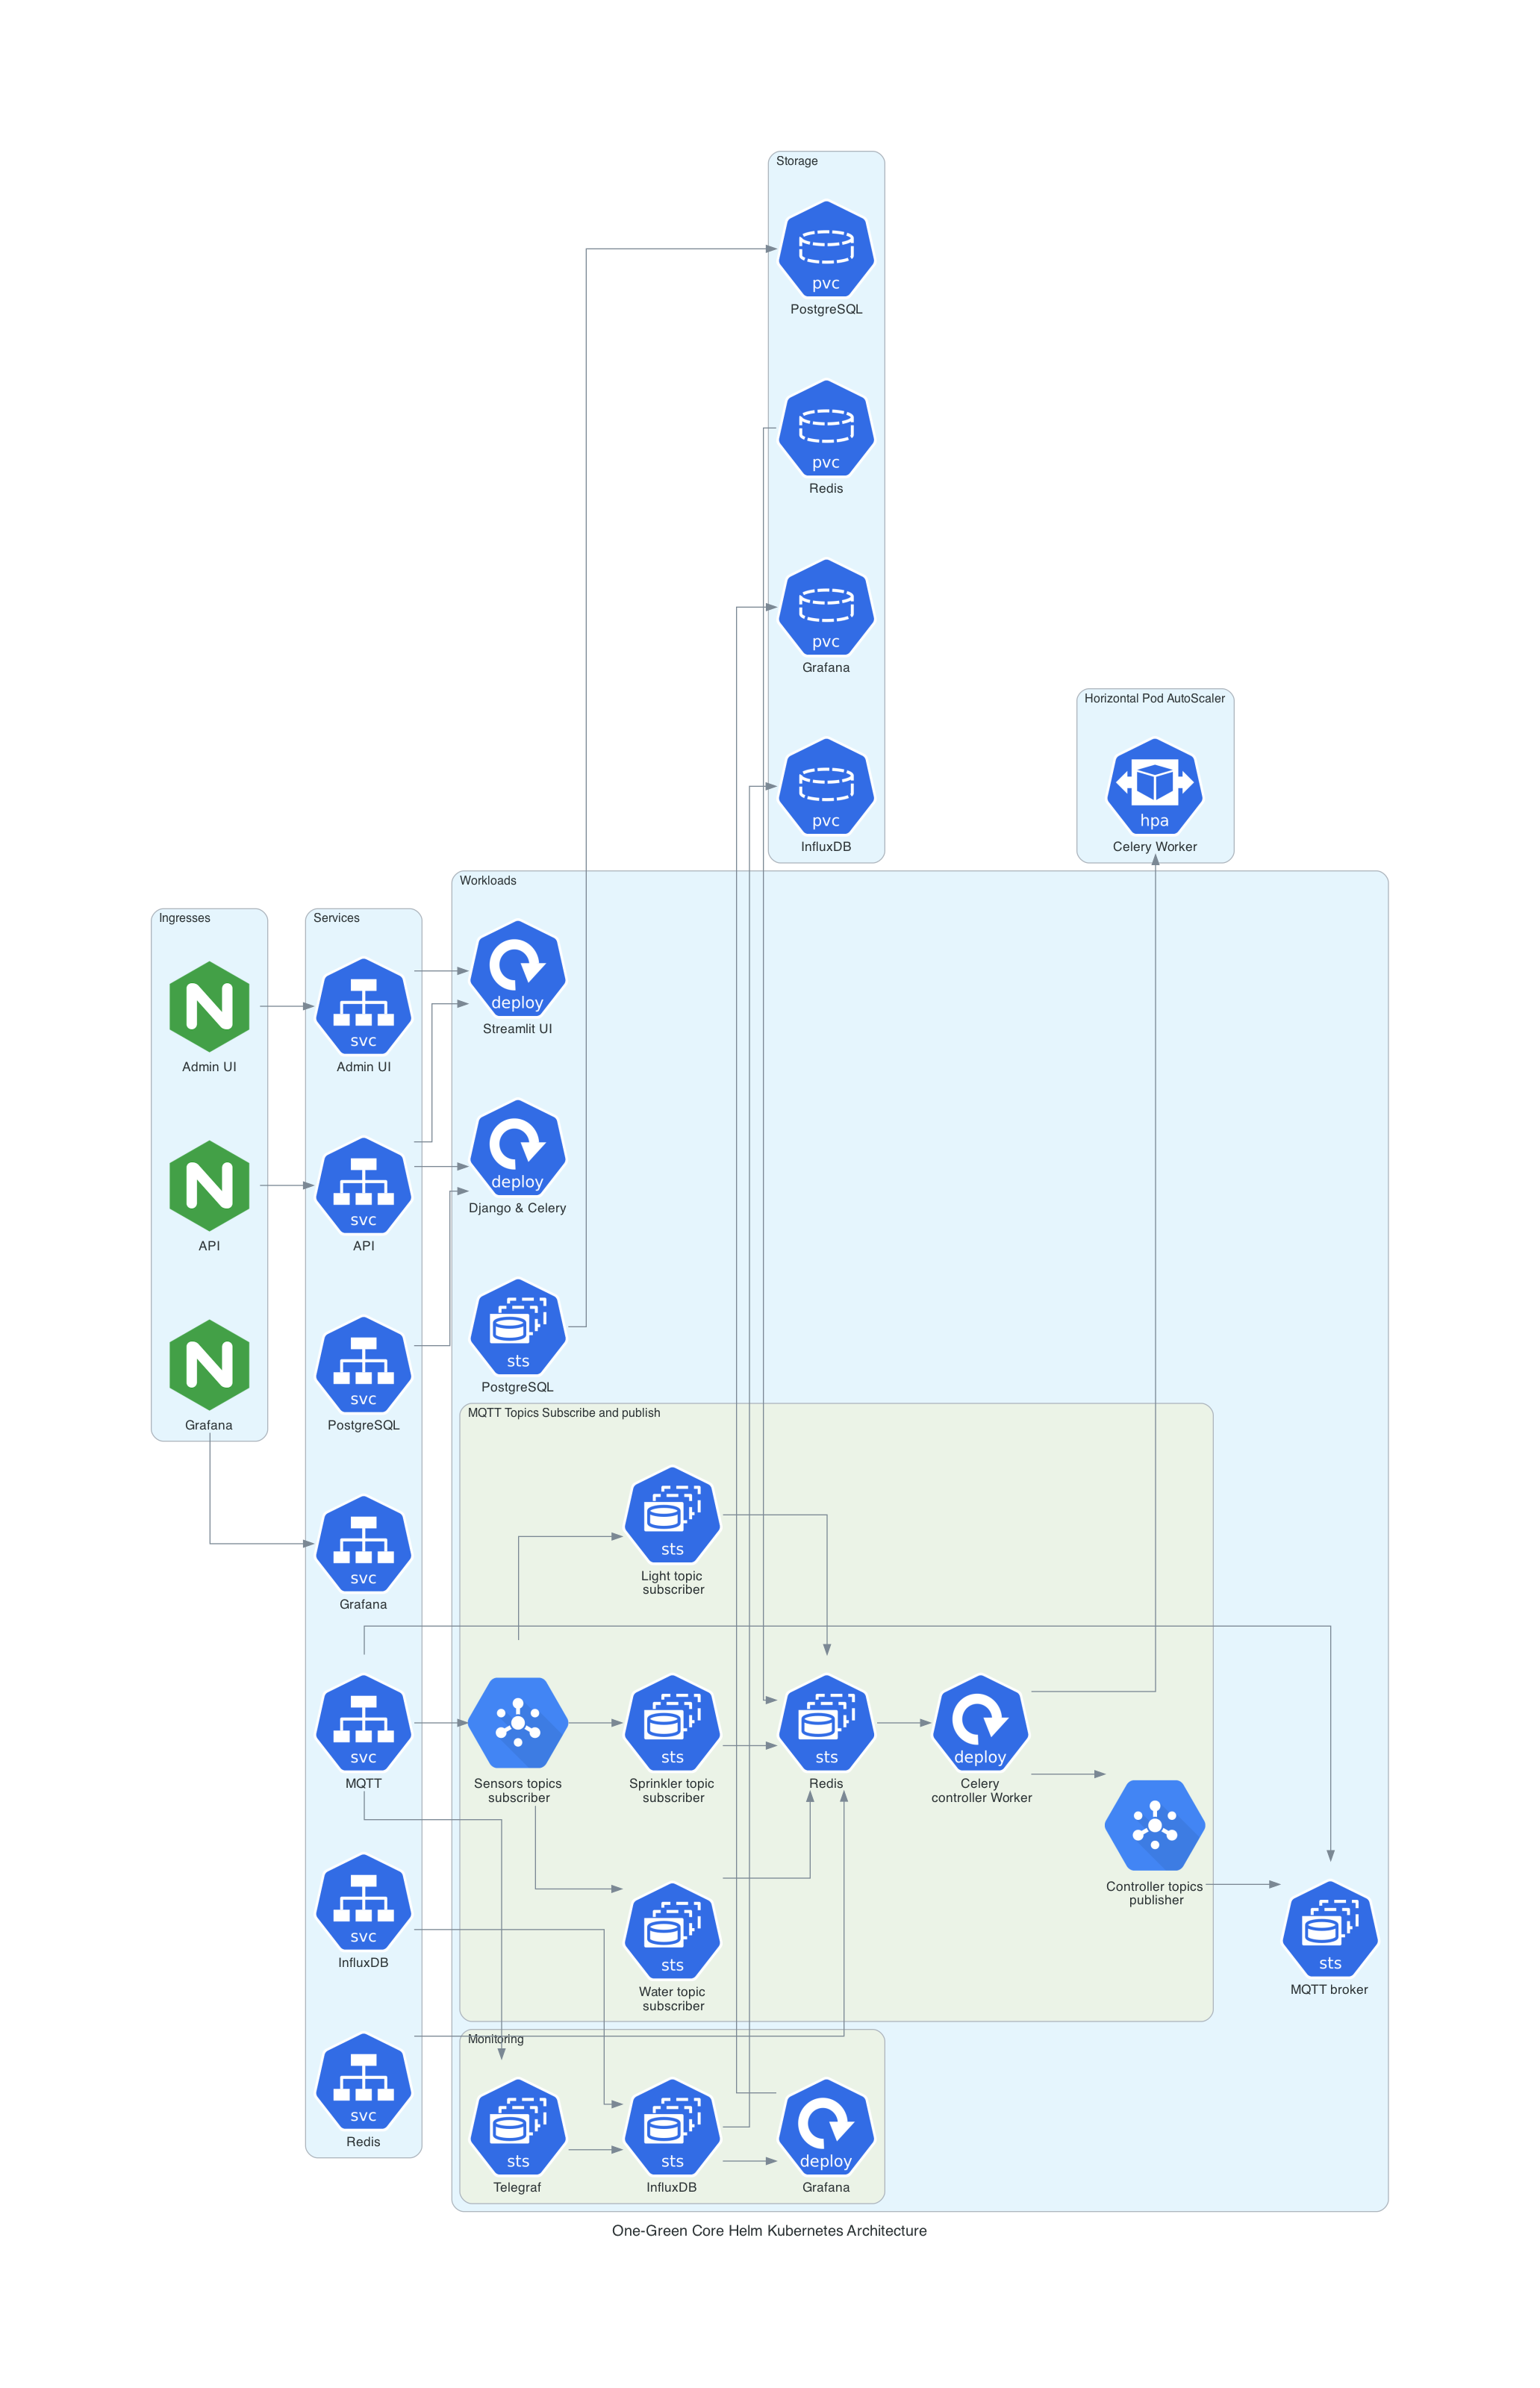 Storage
pvc
PostgreSQL
pvc
Redis
pvc
Grafana
pvc
InfluxDB
Horizontal Pod AutoScaler
hpa
Celery Worker
Ingresses
Admin UI
API
Grafana
Services
svc
Admin UI
svc
API
svc
PostgreSQL
svc
Grafana
svc
MQTT
svc
InfluxDB
svc
Redis
Workloads
deploy
Streamlit UI
deploy
Django & Celery
sts
PostgreSQL
MQTT Topics Subscribe and publish
sts
Light topic
subscriber
Sensors topics
subscriber
sts
Sprinkler topic
subscriber
sts
Redis
deploy
Celery
controller Worker
Controller topics
publisher
sts
Water topic
subscriber
sts
MQTT broker
Monitoring
sts
Telegraf
sts
InfluxDB
deploy
Grafana
One-Green Core Helm Kubernetes Architecture